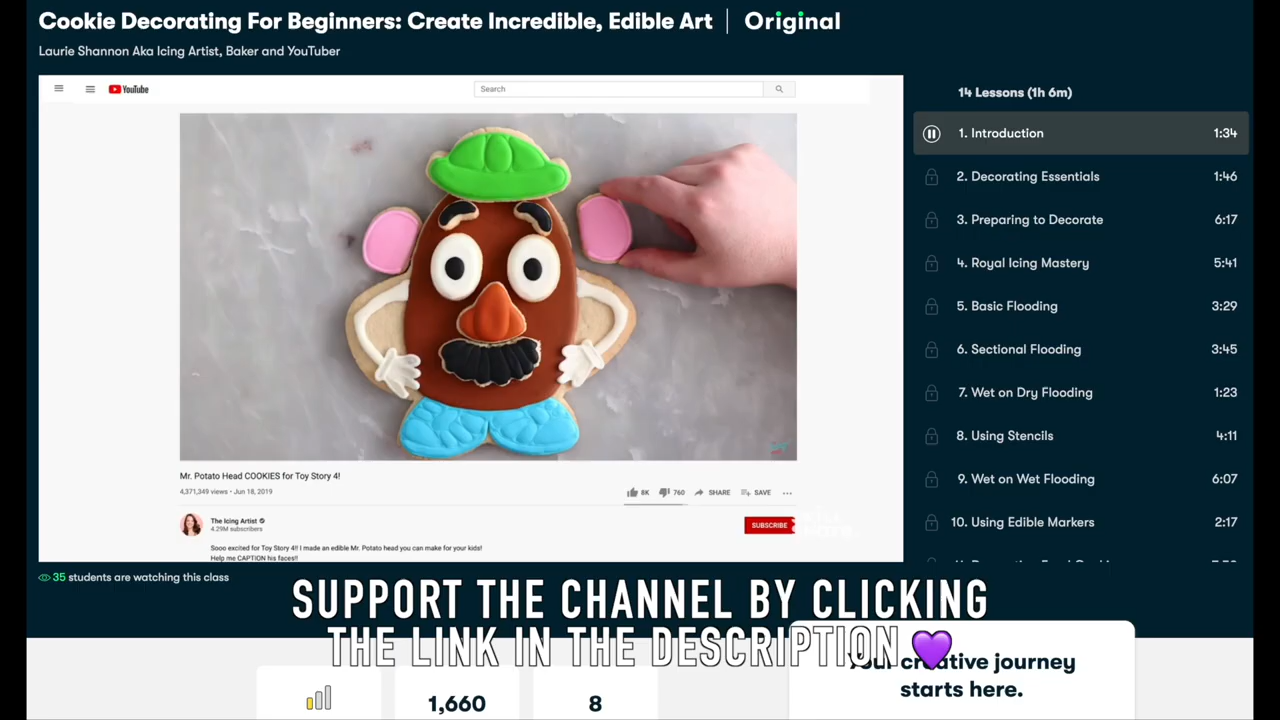 Cookie Decorating For Beginners: Create Incredible, Edible Art | Original
Laurie Shannon Aka Icing Artist, Baker and YouTuber
YouTube
Search
Mr. Potato Head COOKIES for Toy Story 4!
4,371,349 views • Jun 18, 2019
8K 760 SHARE SAVE ...
The Icing Artist
4.29M subscribers
SUBSCRIBE
Sooo excited for Toy Story 4!! I made an edible Mr. Potato head you can make for your kids!
Help me CAPTION his faces!!
14 Lessons (1h 6m)
1. Introduction 1:34
2. Decorating Essentials 1:46
3. Preparing to Decorate 6:17
4. Royal Icing Mastery 5:41
5. Basic Flooding 3:29
6. Sectional Flooding 3:45
7. Wet on Dry Flooding 1:23
8. Using Stencils 4:11
9. Wet on Wet Flooding 6:07
10. Using Edible Markers 2:17
35 students are watching this class
SUPPORT THE CHANNEL BY CLICKING
THE LINK IN THE DESCRIPTION 💜
Your creative journey
starts here.
1,660
8